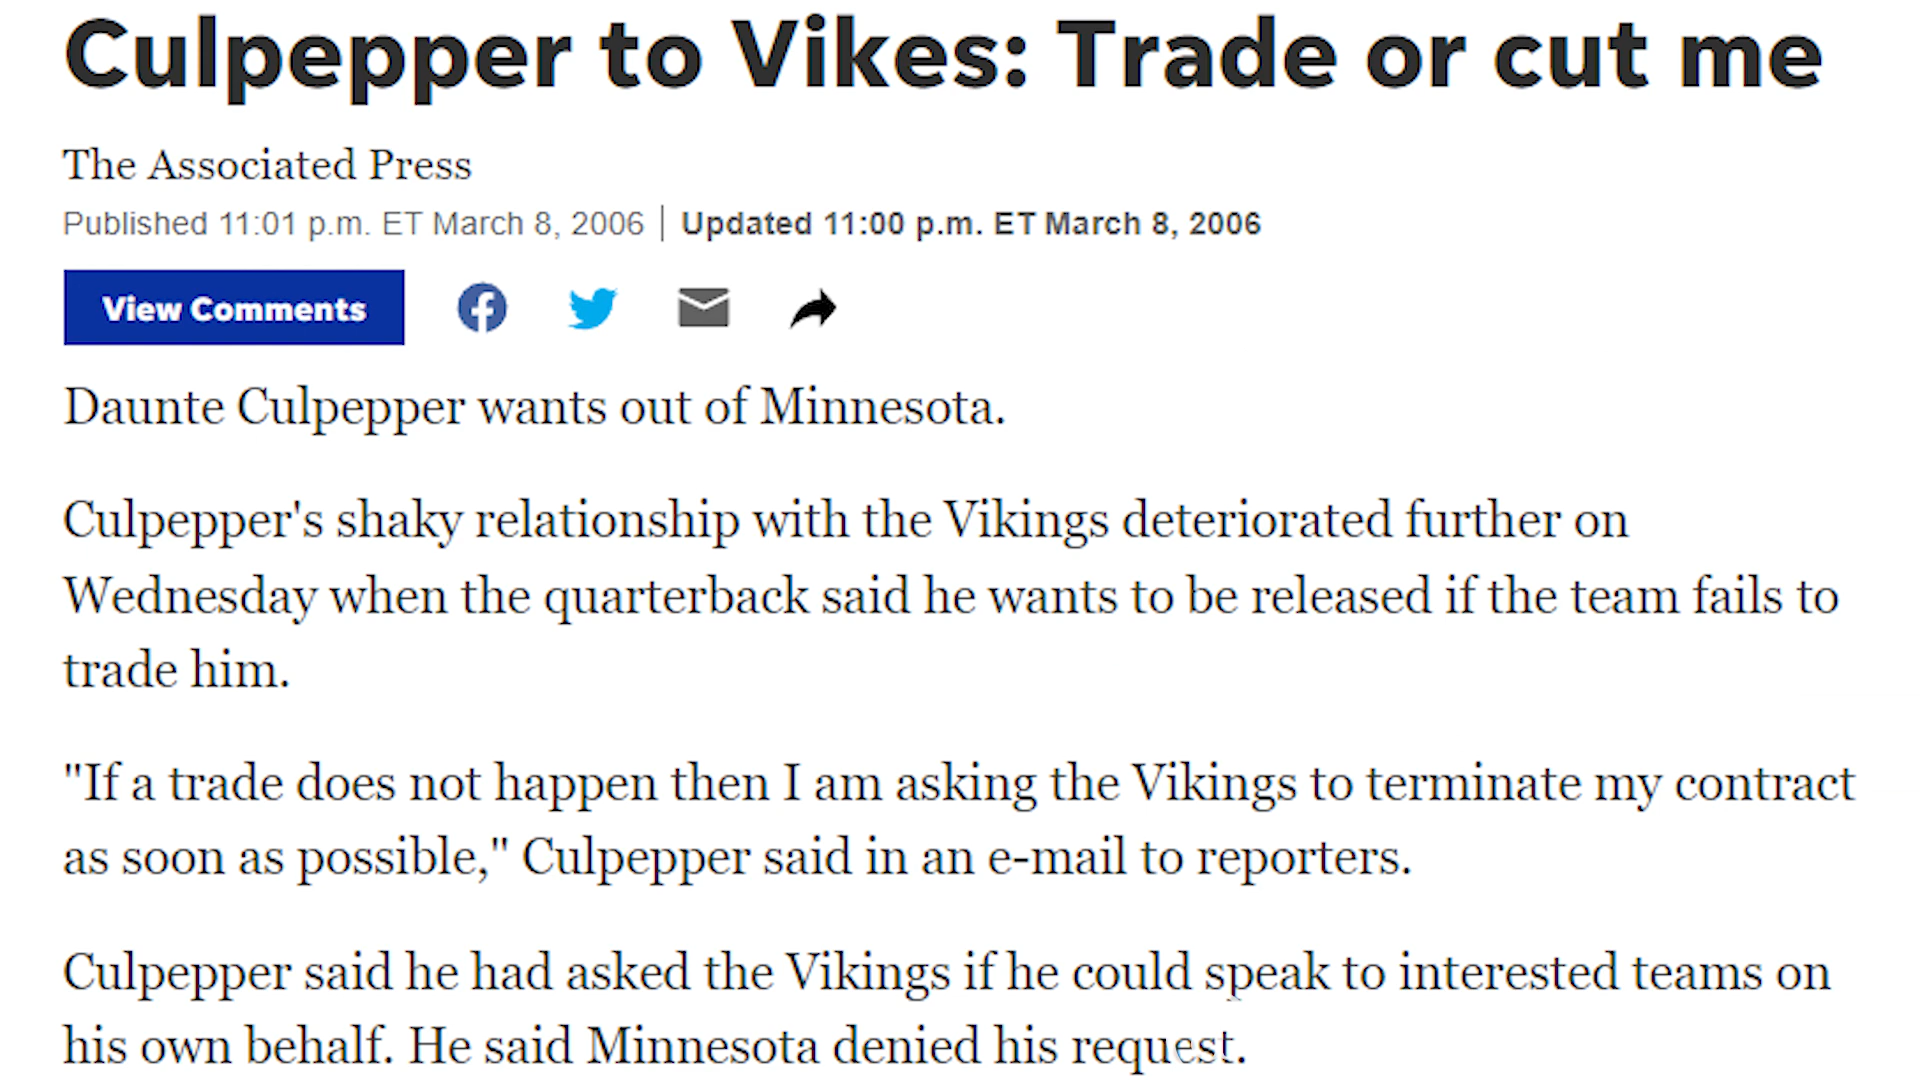 Culpepper to Vikes: Trade or cut me
The Associated Press
Published 11:01 p.m. ET March 8, 2006 | Updated 11:00 p.m. ET March 8, 2006
View Comments
Daunte Culpepper wants out of Minnesota.
Culpepper's shaky relationship with the Vikings deteriorated further on
Wednesday when the quarterback said he wants to be released if the team fails to
trade him.
"If a trade does not happen then I am asking the Vikings to terminate my contract
as soon as possible," Culpepper said in an e-mail to reporters.
Culpepper said he had asked the Vikings if he could speak to interested teams on
his own behalf. He said Minnesota denied his request.